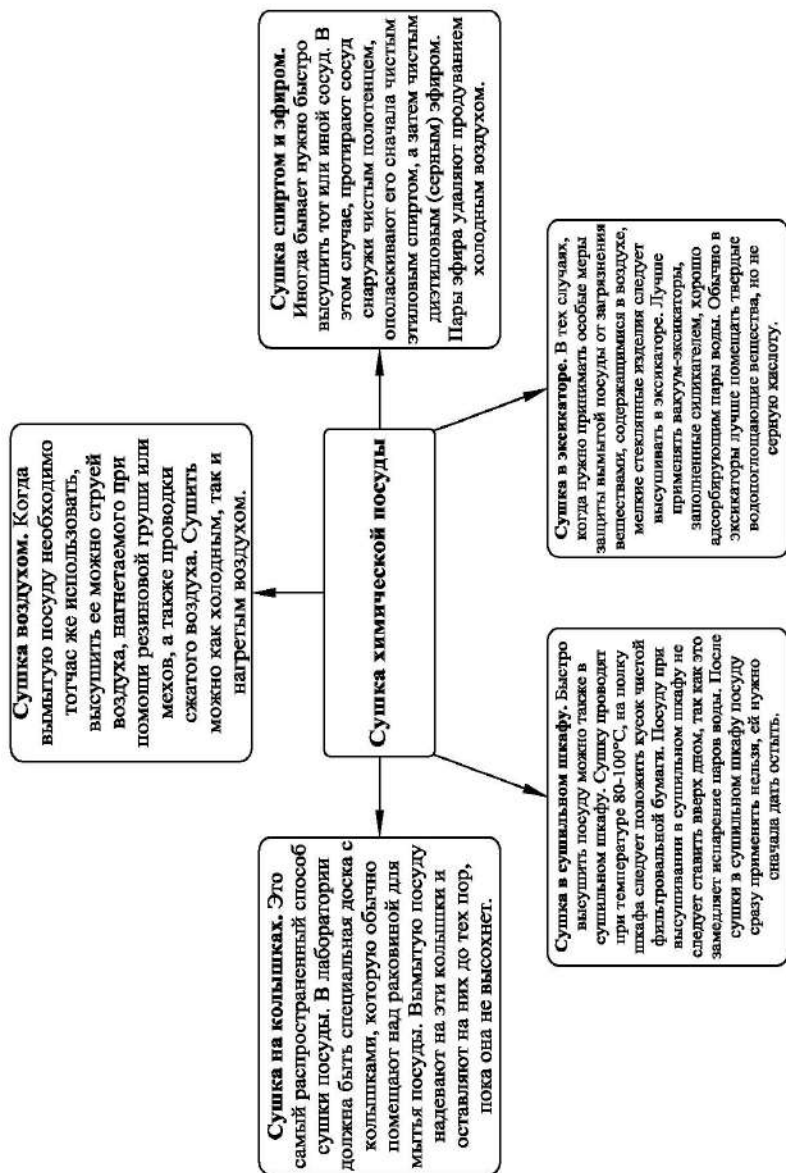 Сушка воздухом. Когда
вымытую посуду необходимо
тотчас же использовать,
высушить ее можно струей
воздуха, нагнетаемого при
помощи резиновой груши или
мехов, а также проводки
сжатого воздуха. Сушить
можно как холодным, так и
нагретым воздухом.
Сушка на колышках. Это
самый распространенный способ
сушки посуды. В лаборатории
должна быть специальная доска с
колышками, которую обычно
помещают над раковиной для
мытья посуды. Вымытую посуду
надевают на эти колышки и
оставляют на них до тех пор,
пока она не высохнет.
Сушка химической посуды
Сушка спиртом и эфиром.
Иногда бывает нужно быстро
высушить тот или иной сосуд. В
этом случае, протирают сосуд
снаружи чистым полотенцем,
ополаскивают его сначала чистым
этиловым спиртом, а затем чистым
диэтиловым (серным) эфиром.
Пары эфира удаляют продуванием
холодным воздухом.
Сушка в сушильном шкафу. Быстро
высушить посуду можно также в
сушильном шкафу. Сушку проводят
при температуре 80-100°С, на полку
шкафа следует положить кусок чистой
фильтровальной бумаги. Посуду при
высушивании в сушильном шкафу не
следует ставить вверх дном, так как это
замедляет испарение паров воды. После
сушки в сушильном шкафу посуду
сразу применять нельзя, ей нужно
сначала дать остыть.
Сушка в эксикаторе. В тех случаях,
когда нужно принимать особые меры
защиты вымытой посуды от загрязнения
веществами, содержащимися в воздухе,
мелкие стеклянные изделия следует
высушивать в эксикаторе. Лучше
применять вакуум-эксикаторы,
заполненные силикагелем, хорошо
адсорбирующим пары воды. Обычно в
эксикаторы лучше помещать твердые
водопоглощающие вещества, но не
серную кислоту.